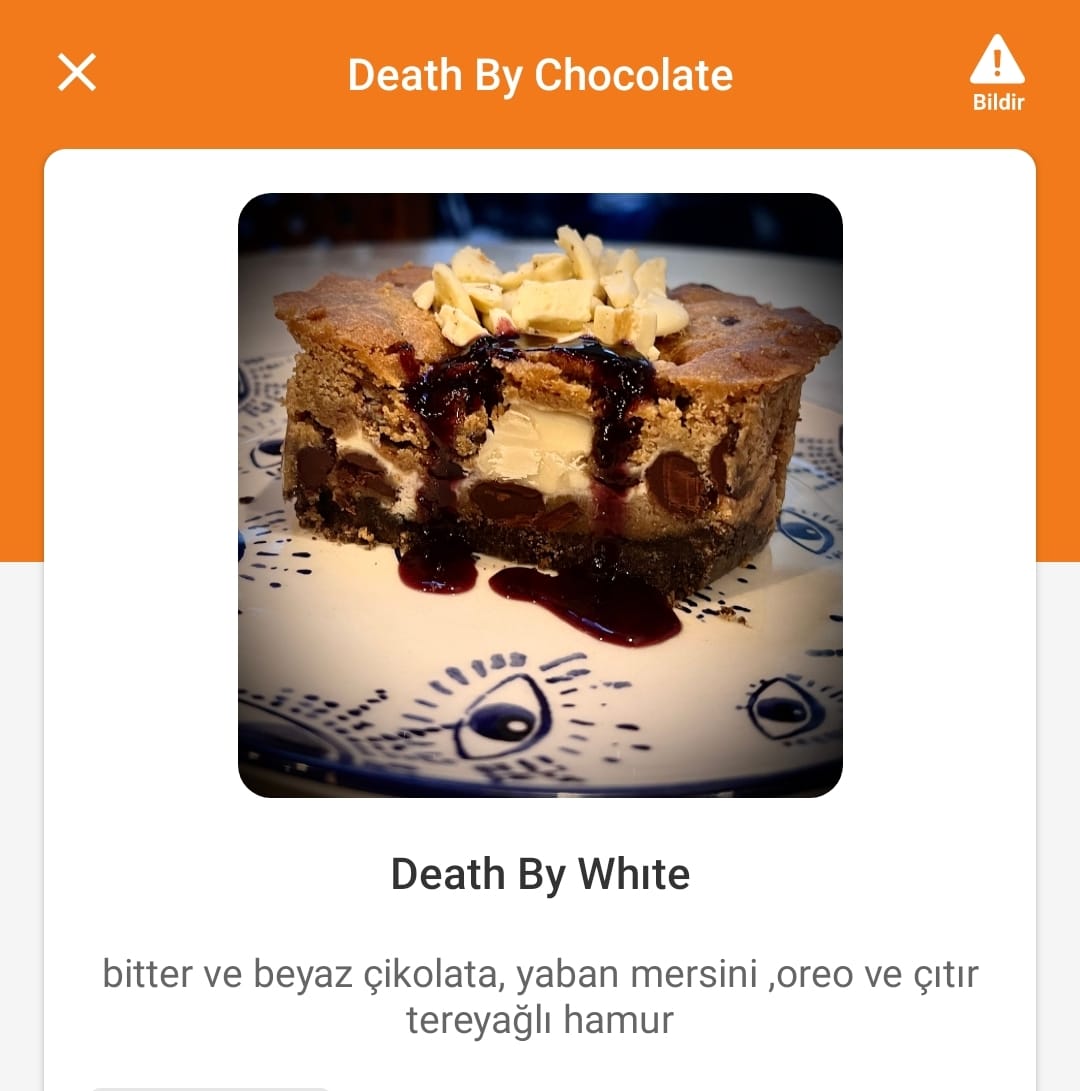 Death By Chocolate
Bildir
Death By Whıte
bitter ve beyaz çikolata, yaban mersini ,oreo ve çıtır
tereyağlı hamur